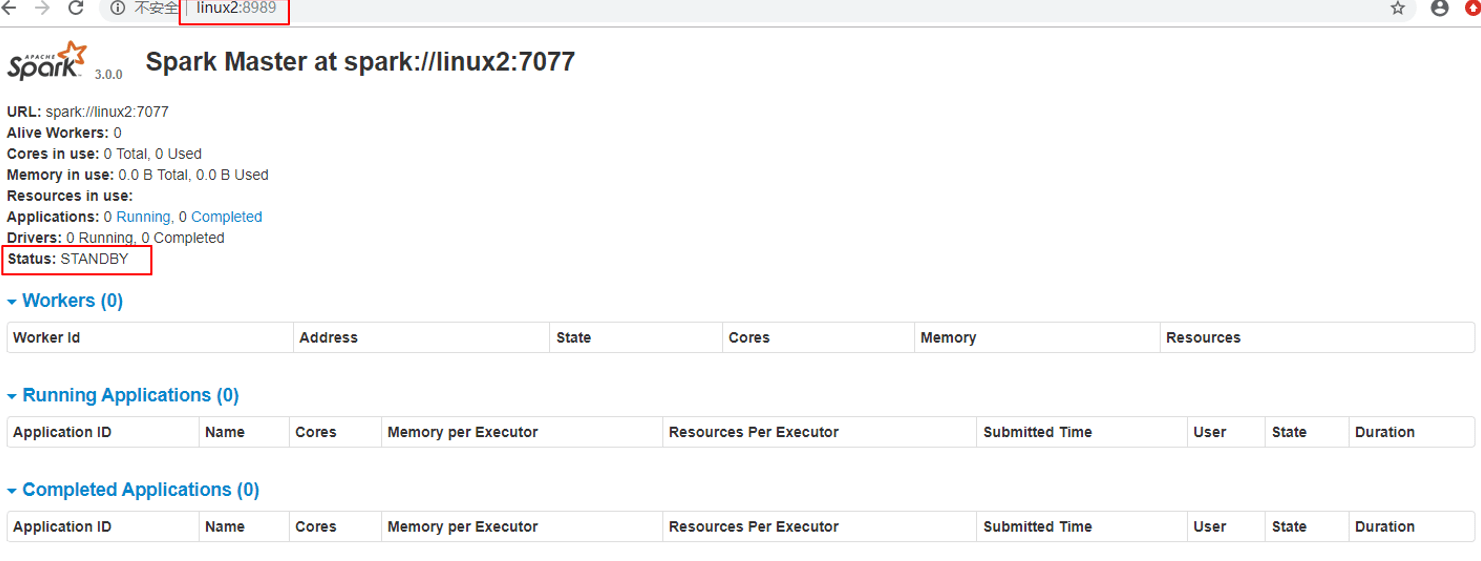 不安全 | linux2:8989
APACHE Spark 3.0.0 Spark Master at spark://linux2:7077
URL: spark://linux2:7077
Alive Workers: 0
Cores in use: 0 Total, 0 Used
Memory in use: 0.0 B Total, 0.0 B Used
Resources in use:
Applications: 0 Running, 0 Completed
Drivers: 0 Running, 0 Completed
Status: STANDBY
Workers (0)
Worker Id Address State Cores Memory Resources
Running Applications (0)
Application ID Name Cores Memory per Executor Resources Per Executor Submitted Time User State Duration
Completed Applications (0)
Application ID Name Cores Memory per Executor Resources Per Executor Submitted Time User State Duration